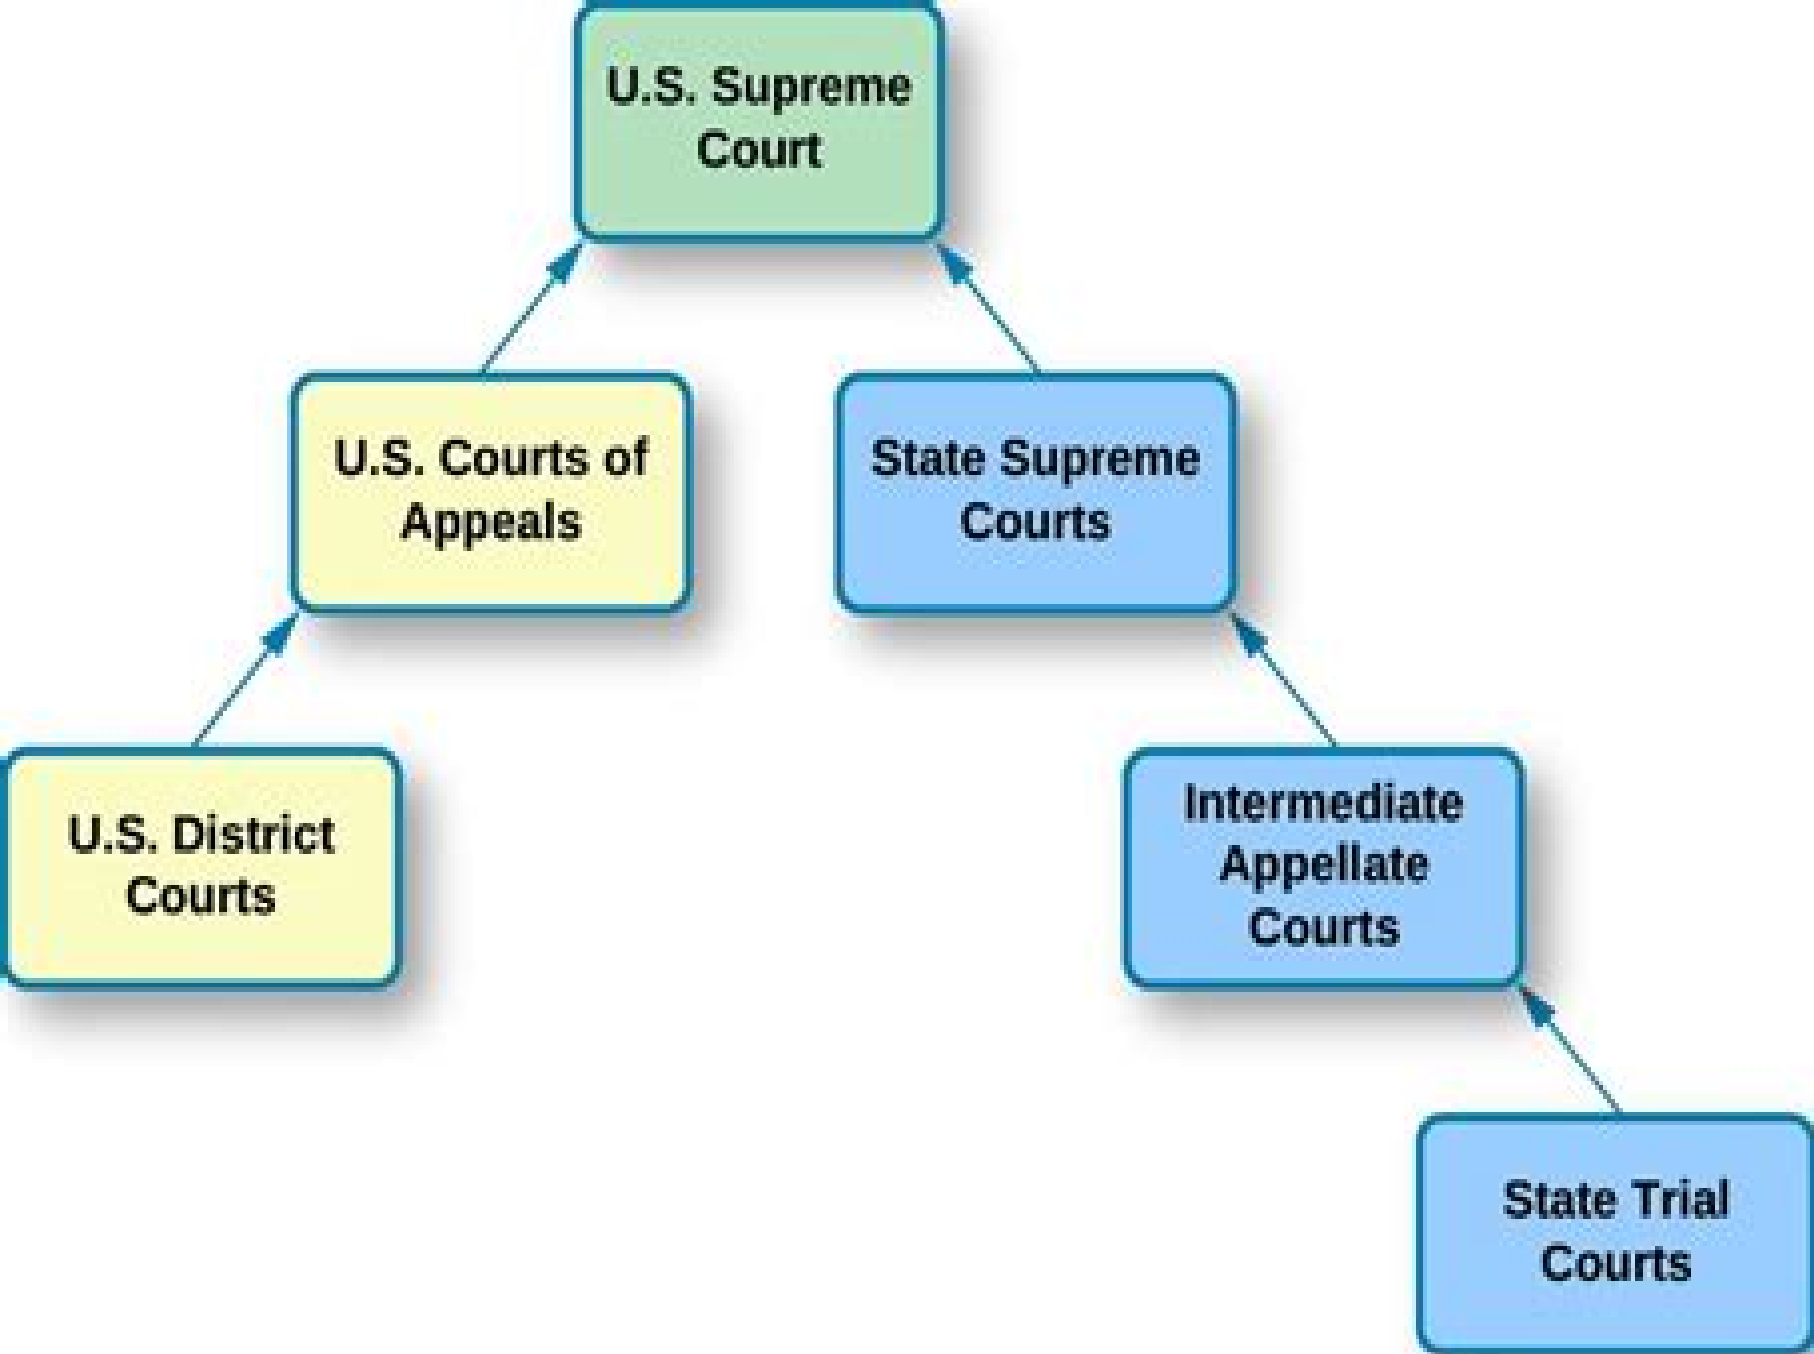 U.S. Supreme
Court
U.S. Courts of
Appeals
State Supreme
Courts
U.S. District
Courts
Intermediate
Appellate
Courts
State Trial
Courts